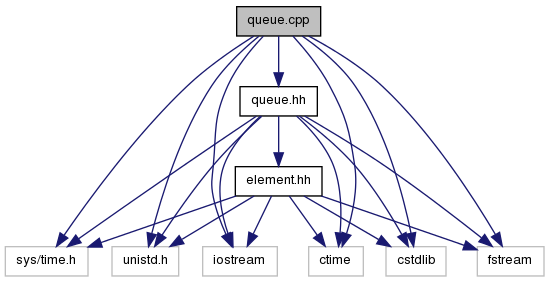 queue.cpp
queue.hh
element.hh
sys/time.h
unistd.h
iostream
ctime
cstdlib
fstream